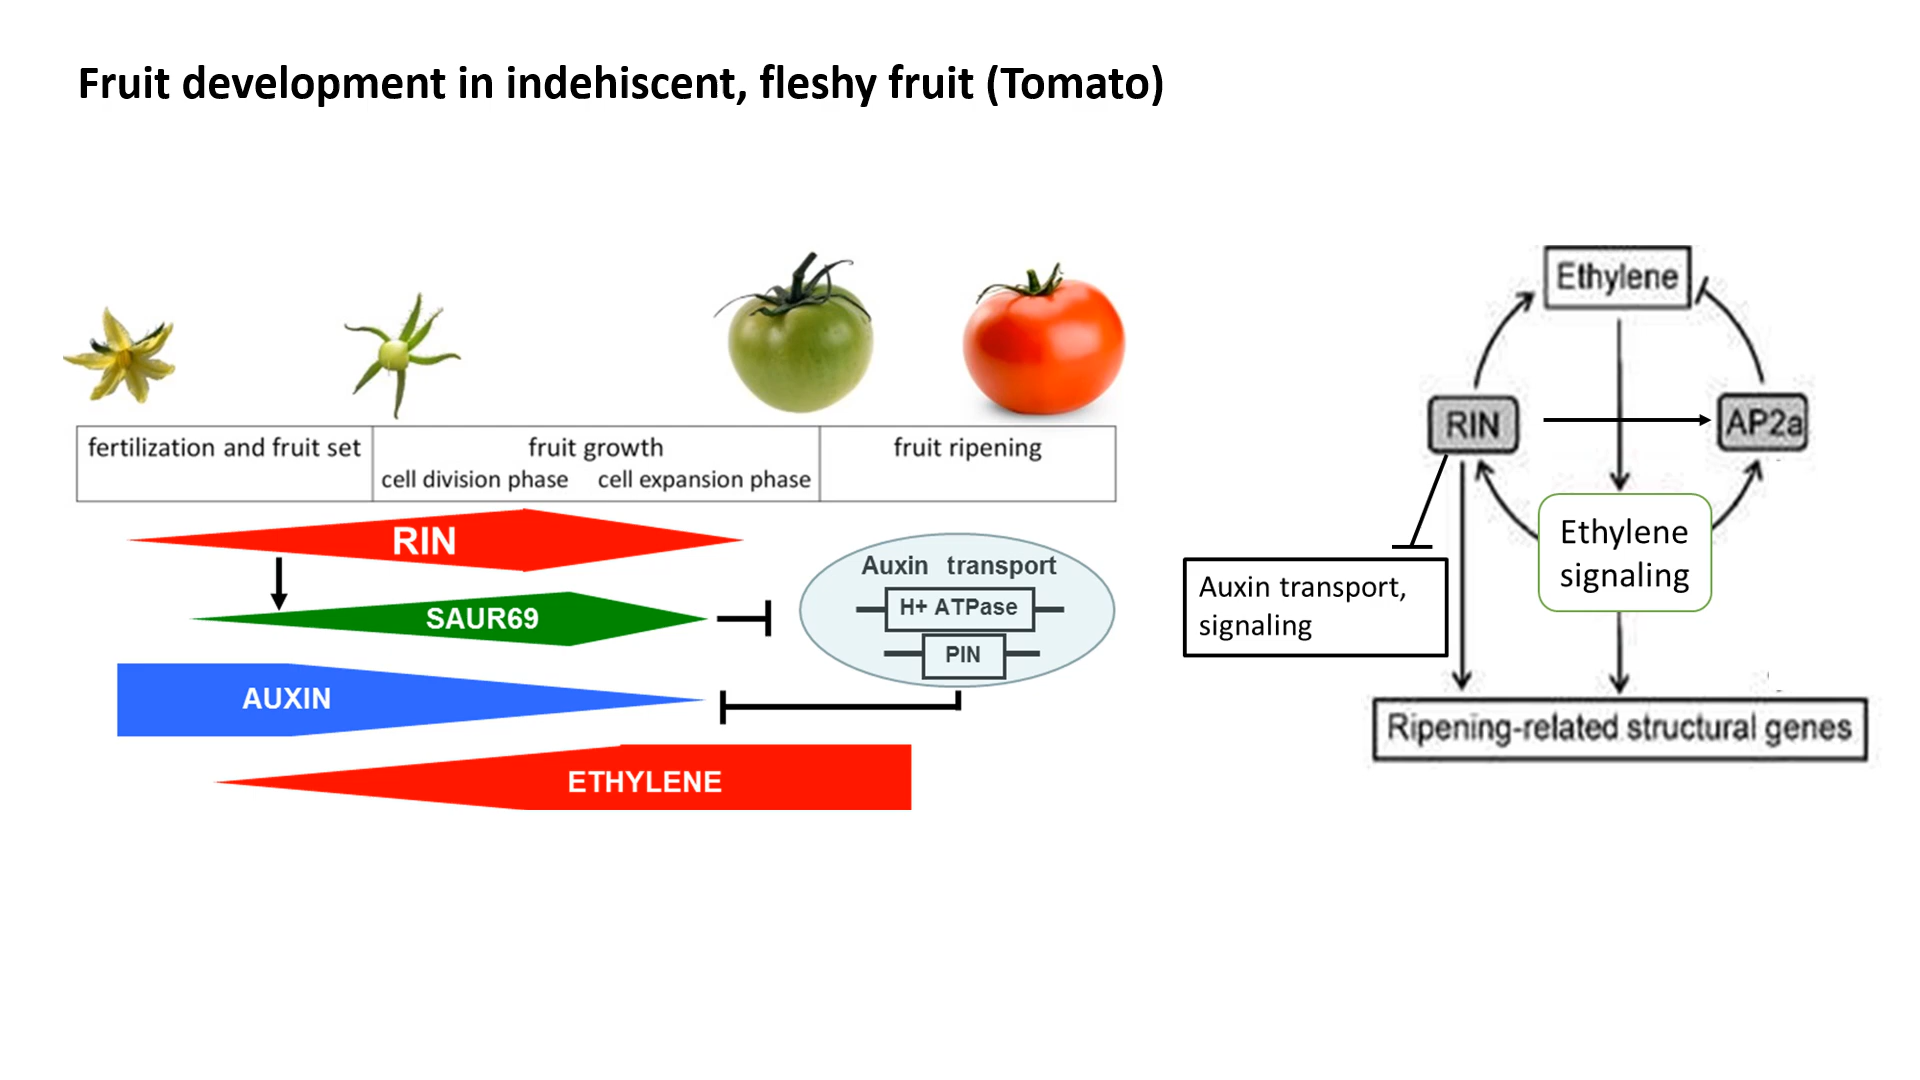 Fruit development in indehiscent, fleshy fruit (Tomato)
fertilization and fruit set
fruit growth
cell division phase
cell expansion phase
fruit ripening
RIN
SAUR69
AUXIN
ETHYLENE
Auxin transport
H+ ATPase
PIN
Ethylene
RIN
AP2a
Ethylene
signaling
Auxin transport,
signaling
Ripening-related structural genes